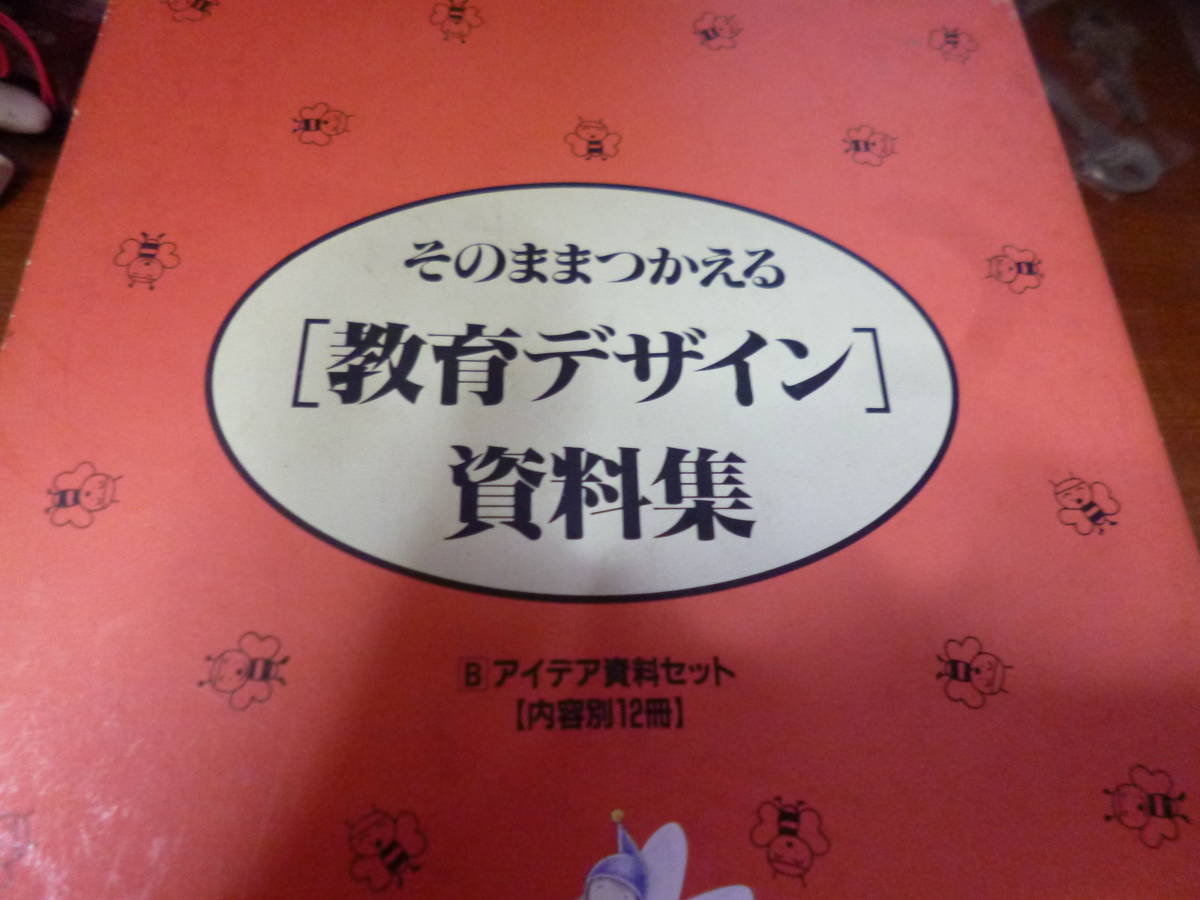 そのままつかえる
[教育デザイン]
資料集
B アイテア資料セット
【内容別12冊】